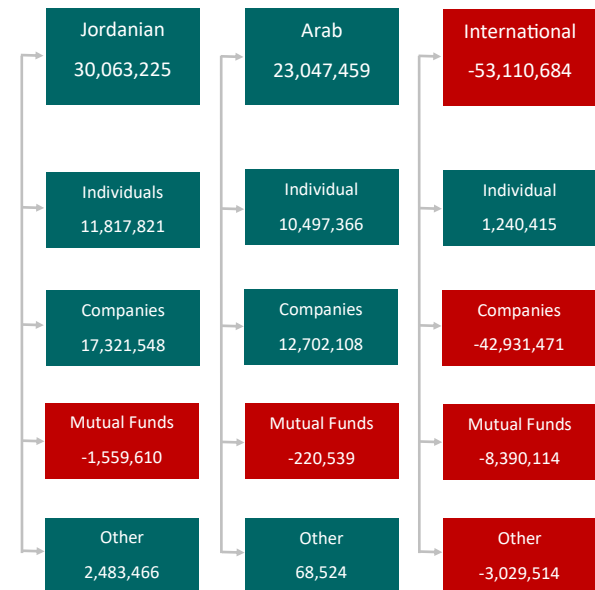 Jordanian
30,063,225
Arab
23,047,459
International
-53,110,684
Individuals
11,817,821
Individual
10,497,366
Individual
1,240,415
Companies
17,321,548
Companies
12,702,108
Companies
-42,931,471
Mutual Funds
-1,559,610
Mutual Funds
-220,539
Mutual Funds
-8,390,114
Other
2,483,466
Other
68,524
Other
-3,029,514